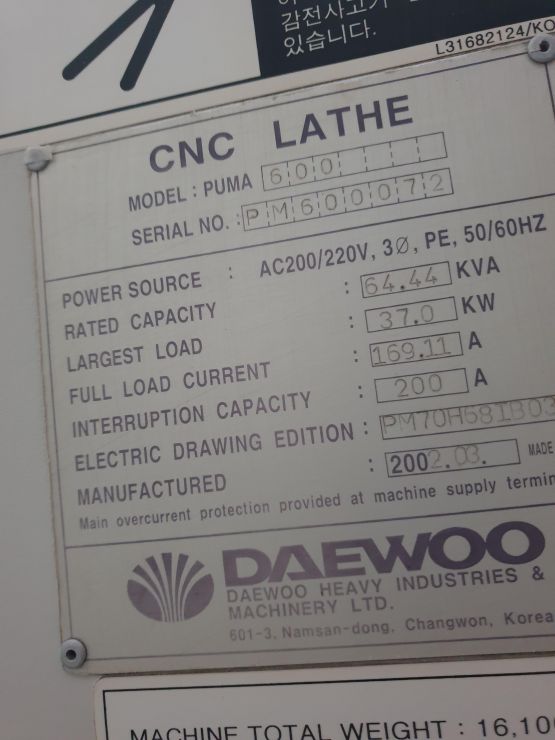 감전사고가
있습니다.
L31682124/KO
CNC LATHE
MODEL : PUMA 600
SERIAL NO. : PM600072
POWER SOURCE : AC200/220V, 3Ø, PE, 50/60HZ
RATED CAPACITY : 64.44 KVA
LARGEST LOAD : 37.0 KW
FULL LOAD CURRENT : 169.11 A
INTERRUPTION CAPACITY : 200 A
ELECTRIC DRAWING EDITION : PM70H681B03
MANUFACTURED : 2002.03. MADE
Main overcurrent protection provided at machine supply termin
DAEWOO
DAEWOO HEAVY INDUSTRIES &
MACHINERY LTD.
601-3, Namsan-dong, Changwon, Korea
MACHINE TOTAL WEIGHT : 16,10